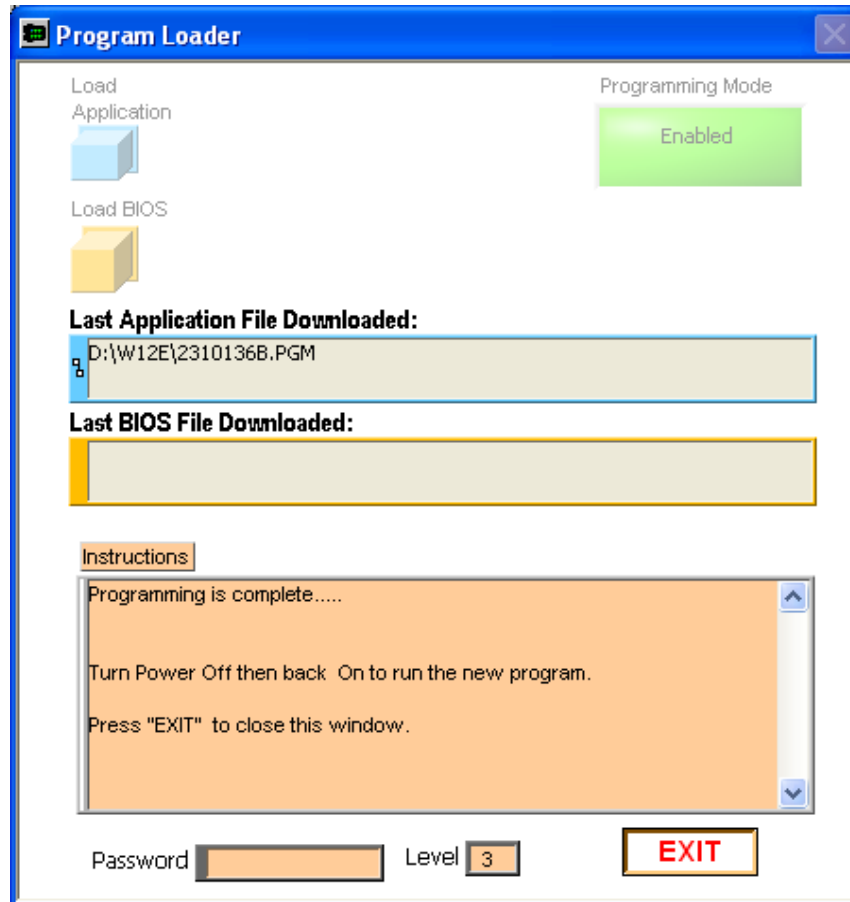 Program Loader
Load
Application
Programming Mode
Enabled
Load BIOS
Last Application File Downloaded:
D:\W12E\2310136B.PGM
Last BIOS File Downloaded:
Instructions
Programming is complete.....
Turn Power Off then back  On to run the new program.
Press "EXIT"  to close this window.
Password
Level 3
EXIT